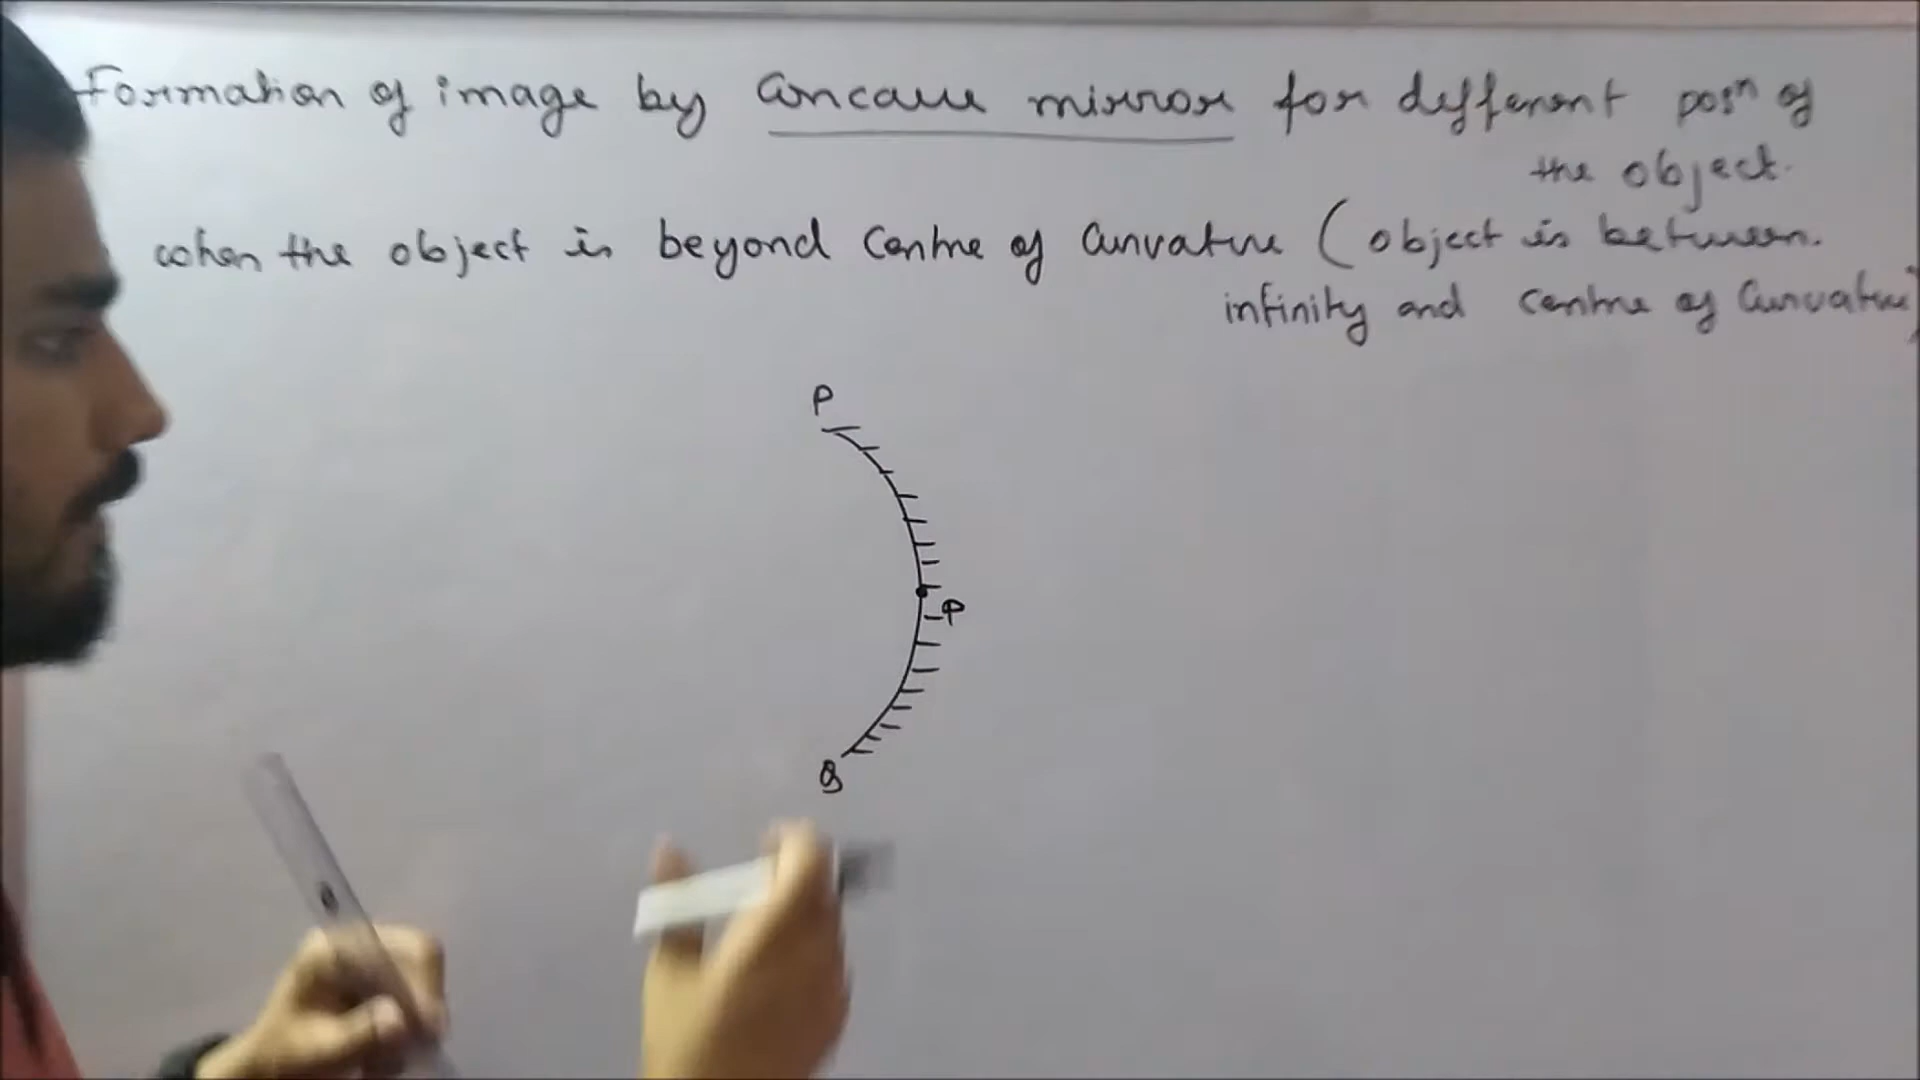 Formation of image by Concave mirror for different posn of
the object.
when the object is beyond Centre of Curvature ( object is between.
infinity and Centre of Curvature)
P
P
Q